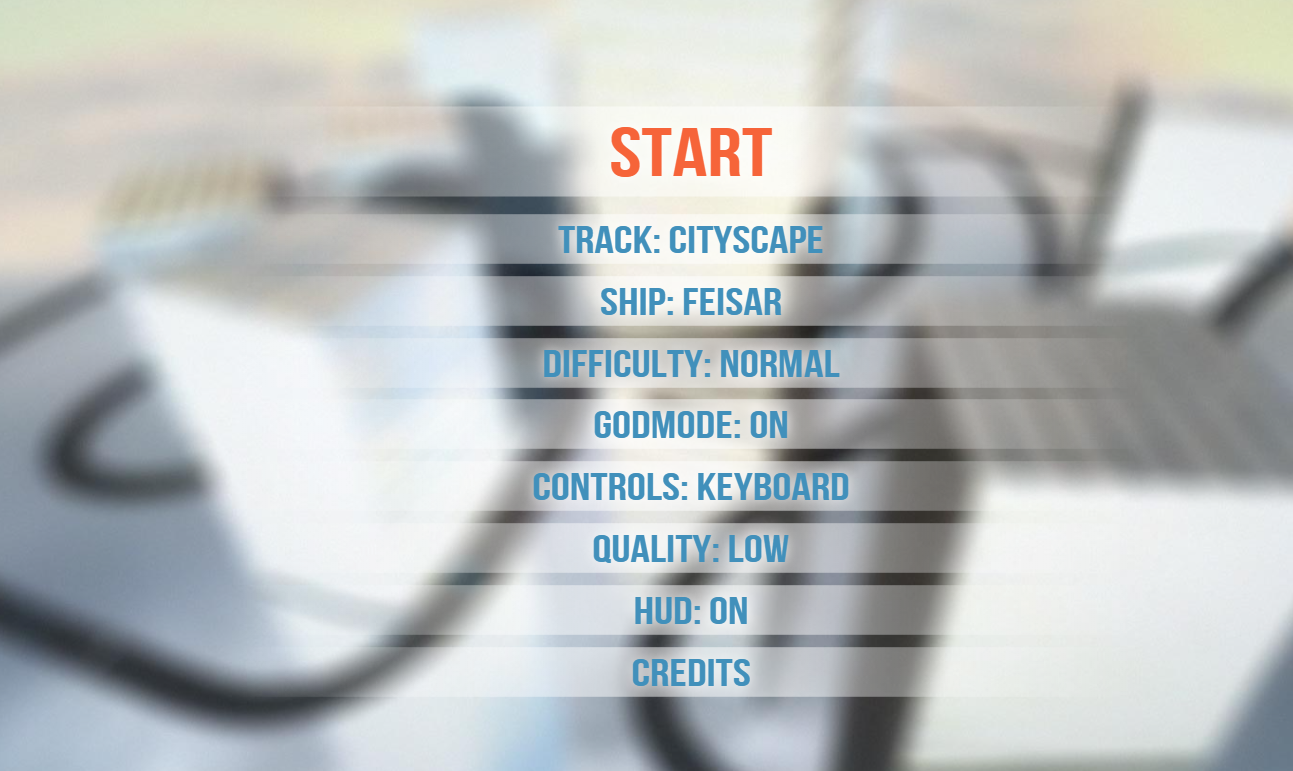 START
TRACK: CITYSCAPE
SHIP: FEISAR
DIFFICULTY: NORMAL
GODMODE: ON
CONTROLS: KEYBOARD
QUALITY: LOW
HUD: ON
CREDITS